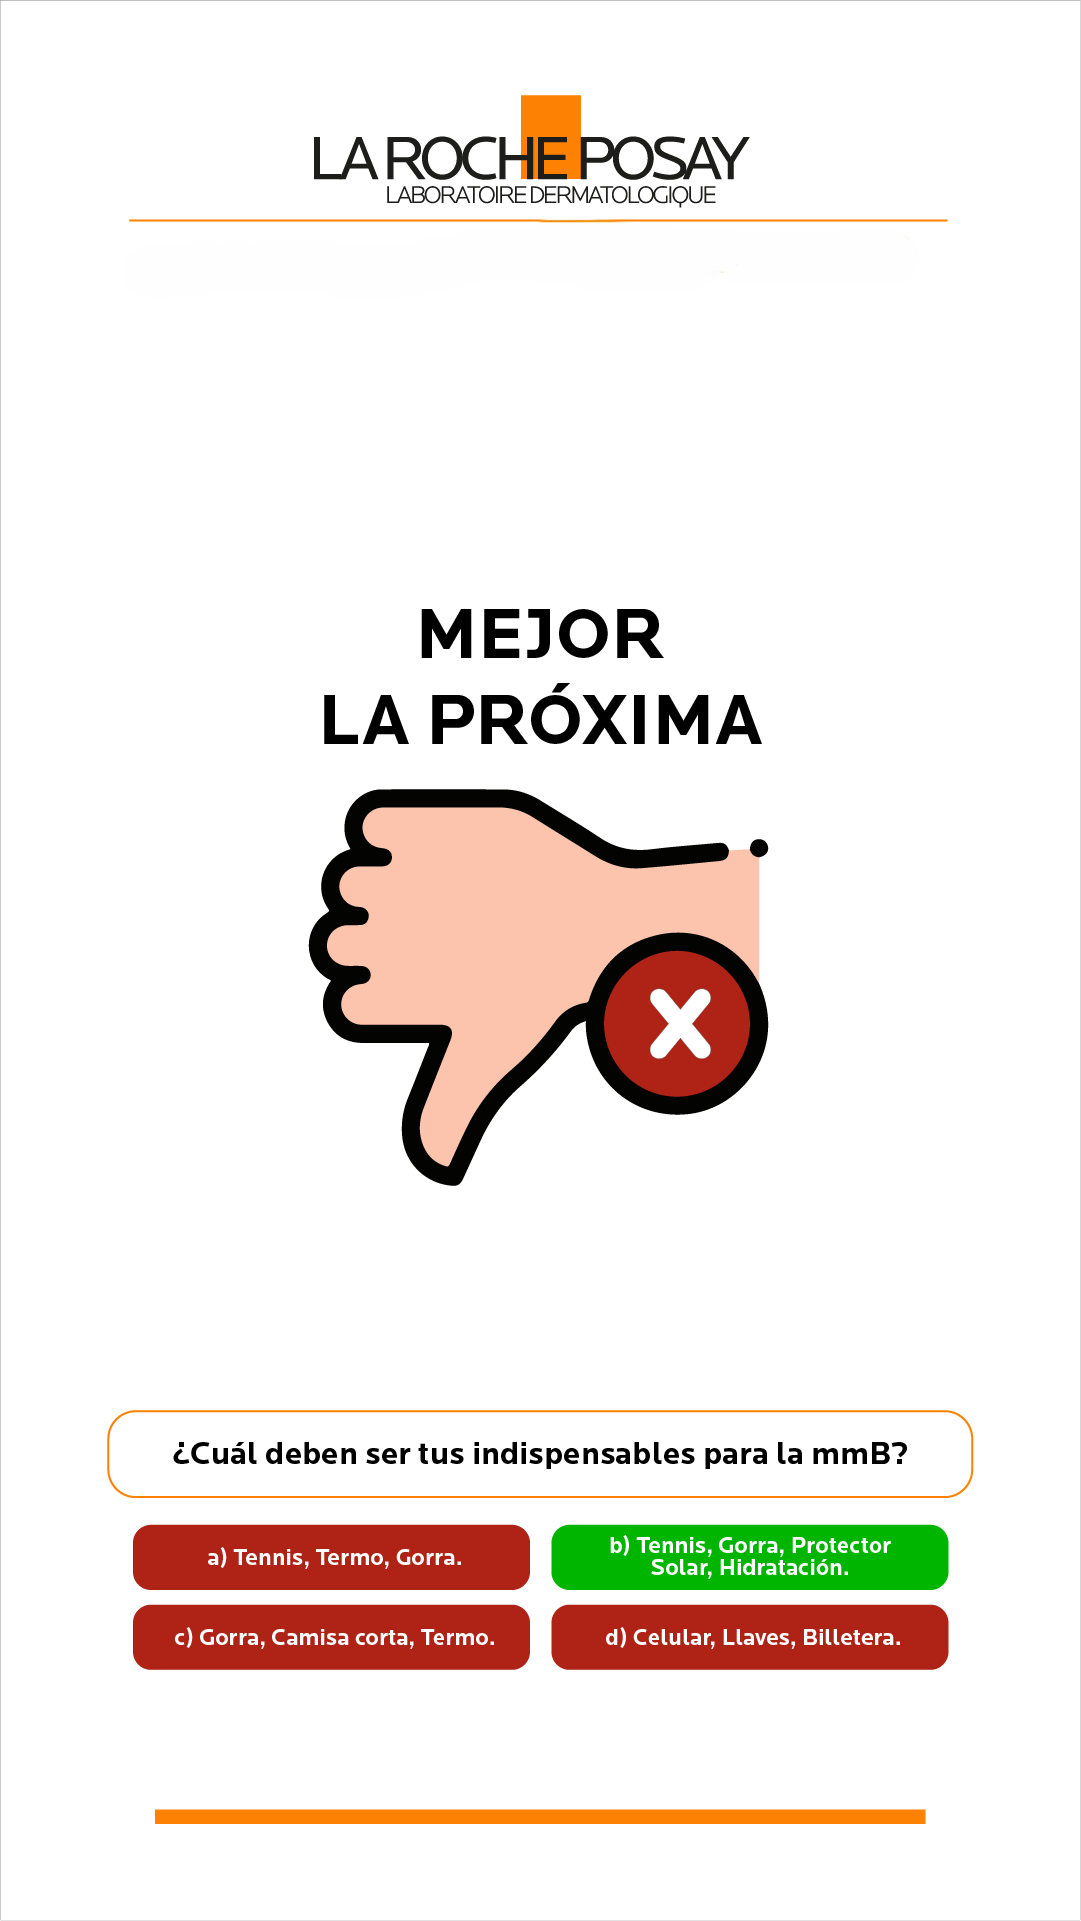 LA ROCHE POSAY
LABORATOIRE DERMATOLOGIQUE
MEJOR
LA PRÓXIMA
¿Cuál deben ser tus indispensables para la mmB?
a) Tennis, Termo, Gorra.
b) Tennis, Gorra, Protector
Solar, Hidratación.
c) Gorra, Camisa corta, Termo.
d) Celular, Llaves, Billetera.